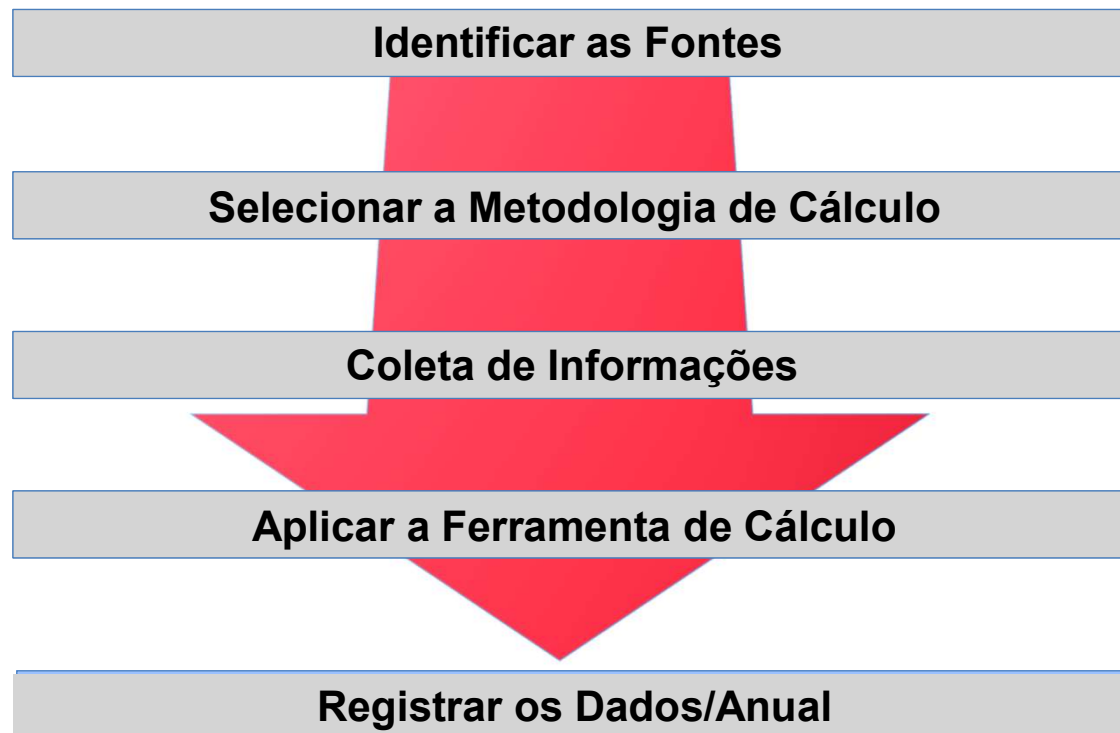 Identificar as Fontes
Selecionar a Metodologia de Cálculo
Coleta de Informações
Aplicar a Ferramenta de Cálculo
Registrar os Dados/Anual